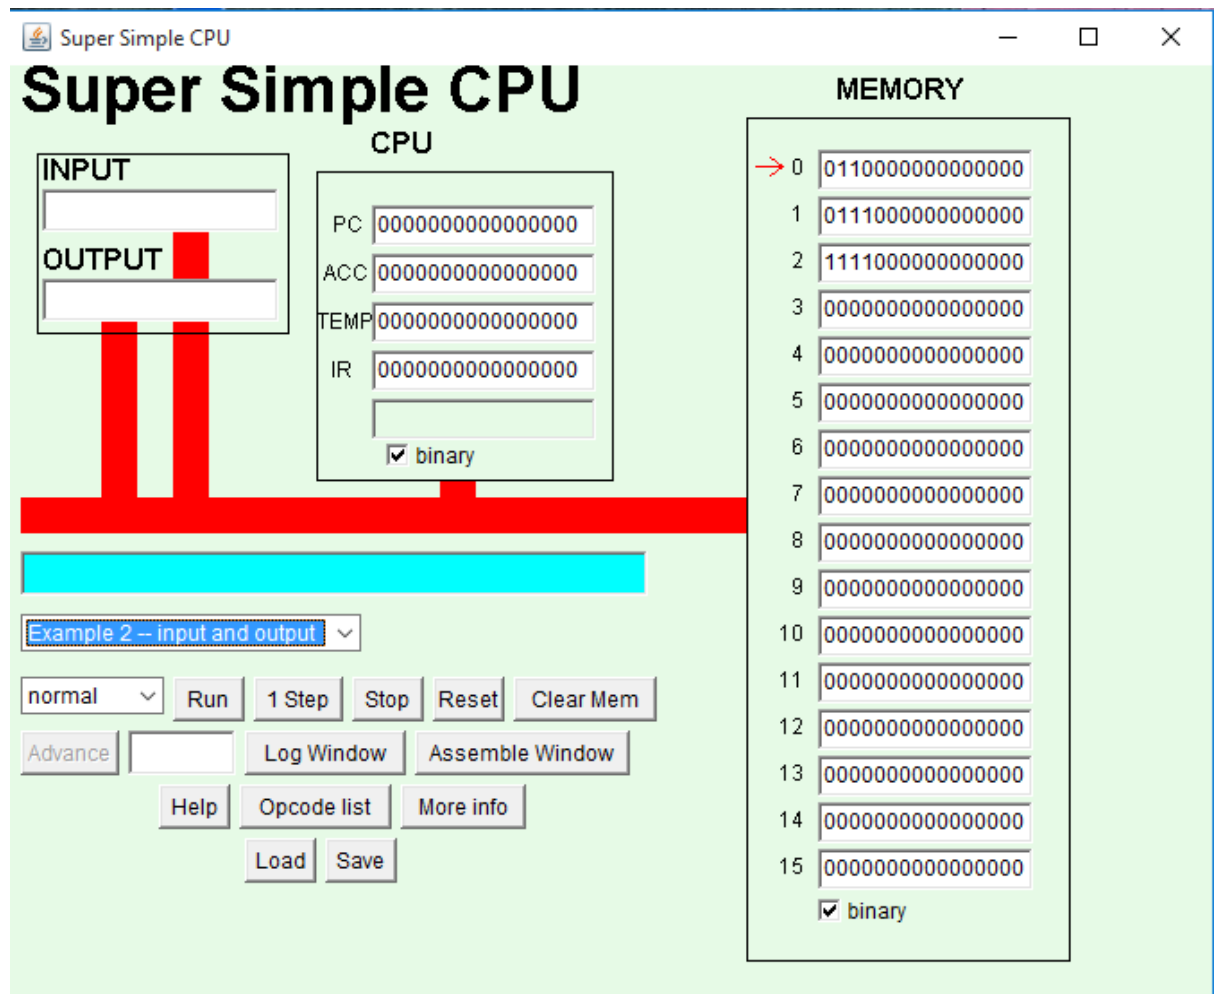 Super Simple CPU
Super Simple CPU
INPUT
OUTPUT
CPU
PC 0000000000000000
ACC 0000000000000000
TEMP 0000000000000000
IR 0000000000000000
binary
Example 2 -- input and output
normal Run 1 Step Stop Reset Clear Mem
Advance Log Window Assemble Window
Help Opcode list More info
Load Save
MEMORY
0 0110000000000000
1 0111000000000000
2 1111000000000000
3 0000000000000000
4 0000000000000000
5 0000000000000000
6 0000000000000000
7 0000000000000000
8 0000000000000000
9 0000000000000000
10 0000000000000000
11 0000000000000000
12 0000000000000000
13 0000000000000000
14 0000000000000000
15 0000000000000000
binary